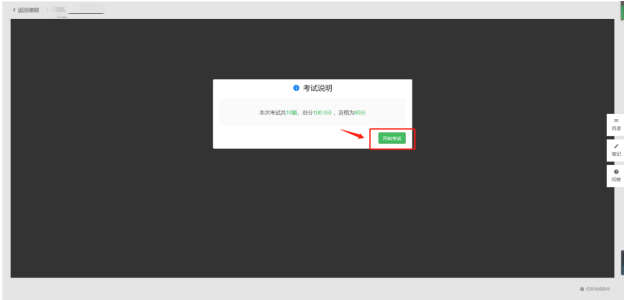 < 返回课程
考试说明
本次考试共10题，总分100.0分，及格为60分
开始考试
目录
笔记
问答